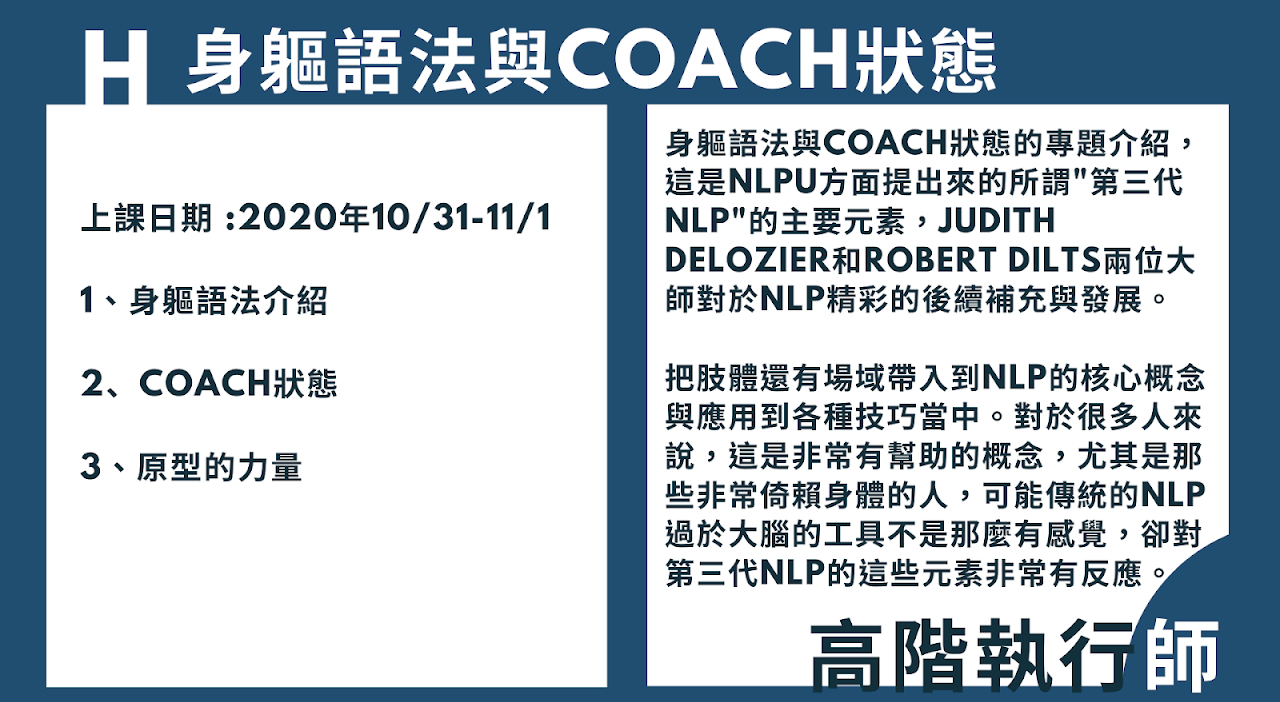 H 身軀語法與COACH狀態
上課日期 :2020年10/31-11/1
1、身軀語法介紹
2、COACH狀態
3、原型的力量
身軀語法與COACH狀態的專題介紹，
這是NLPU方面提出來的所謂"第三代
NLP"的主要元素，JUDITH
DELOZIER和ROBERT DILTS兩位大
師對於NLP精彩的後續補充與發展。
把肢體還有場域帶入到NLP的核心概念
與應用到各種技巧當中。對於很多人來
說，這是非常有幫助的概念，尤其是那
些非常倚賴身體的人，可能傳統的NLP
過於大腦的工具不是那麼有感覺，卻對
第三代NLP的這些元素非常有反應。
高階執行師